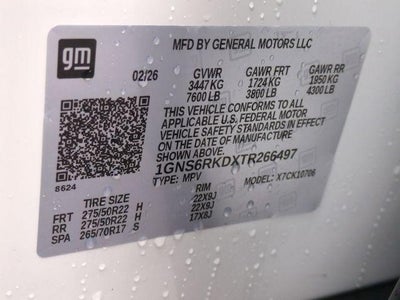 gm
MFD BY GENERAL MOTORS LLC
02/26 GVWR GAWR FRT GAWR RR
3447 KG 1724 KG 1950 KG
7600 LB 3800 LB 4300 LB
THIS VEHICLE CONFORMS TO ALL
APPLICABLE U.S. FEDERAL MOTOR
VEHICLE SAFETY STANDARDS IN EFFECT
ON THE DATE OF MANUFACTURE
SHOWN ABOVE.
1GNS6RKDXTR266497
8624 TYPE: MPV MODEL: X7CK10706
TIRE SIZE RIM
FRT 275/50R22 H 22X9J
RR 275/50R22 H 22X9J
SPA 265/70R17 S 17X8J